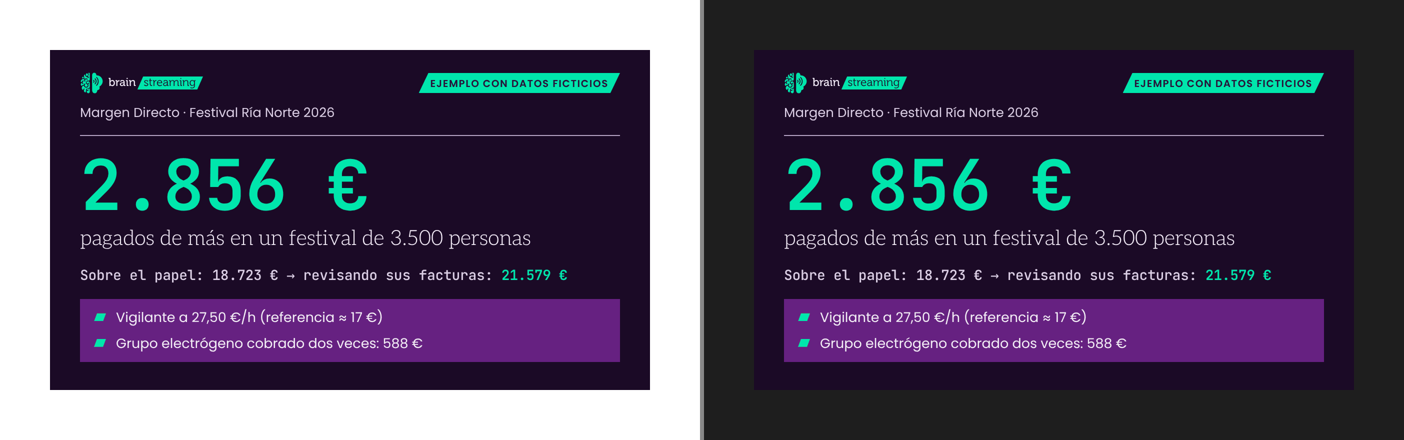 brain streaming
EJEMPLO CON DATOS FICTICIOS
Margen Directo · Festival Ría Norte 2026
2.856 €
pagados de más en un festival de 3.500 personas
Sobre el papel: 18.723 € → revisando sus facturas: 21.579 €
Vigilante a 27,50 €/h (referencia ≈ 17 €)
Grupo electrógeno cobrado dos veces: 588 €
brain streaming
EJEMPLO CON DATOS FICTICIOS
Margen Directo · Festival Ría Norte 2026
2.856 €
pagados de más en un festival de 3.500 personas
Sobre el papel: 18.723 € → revisando sus facturas: 21.579 €
Vigilante a 27,50 €/h (referencia ≈ 17 €)
Grupo electrógeno cobrado dos veces: 588 €